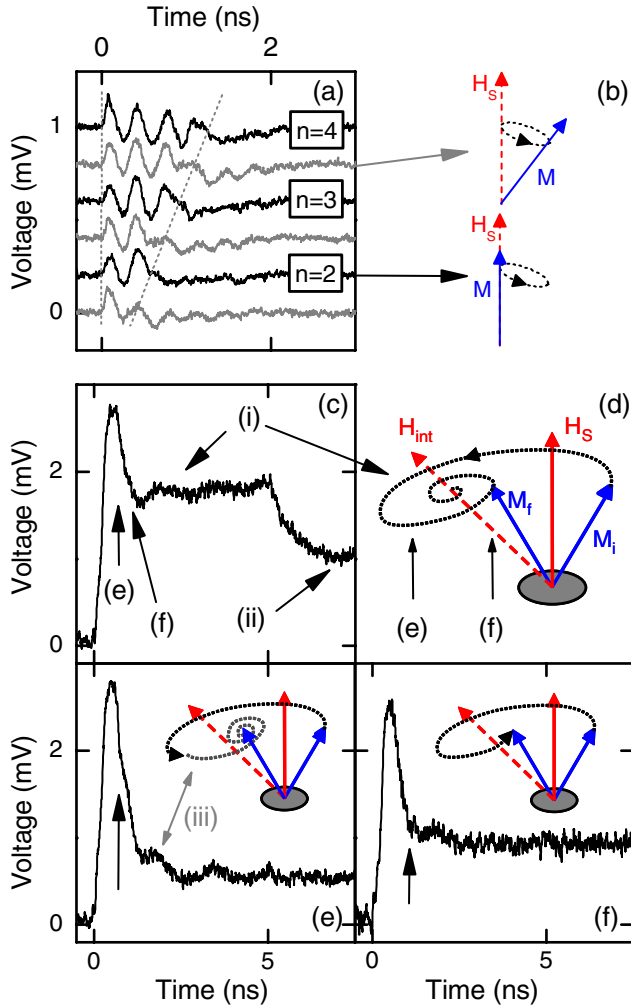 Time (ns)
0 2
(a) (b)
Voltage (mV)
1
0
n=4
n=3
n=2
H_S
M
H_S
M
(c) (d)
Voltage (mV)
2
0
(i)
(e) (f)
(ii)
H_int H_S
M_f M_i
(e) (f)
Voltage (mV)
2
0
(iii)
(e) (f)
0 5 0 5
Time (ns) Time (ns)